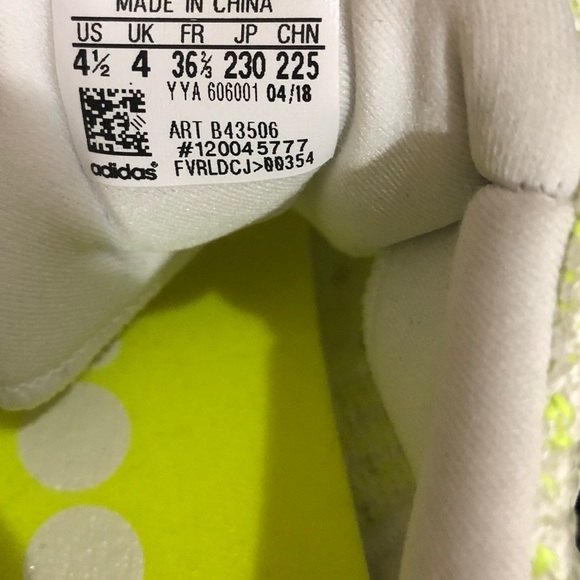 MADE IN CHINA
US UK FR JP CHN
4½ 4 36⅔ 230 225
YYA 606001 04/18
ART B43506
#120045777
FVRLDCJ>00354
adidas®